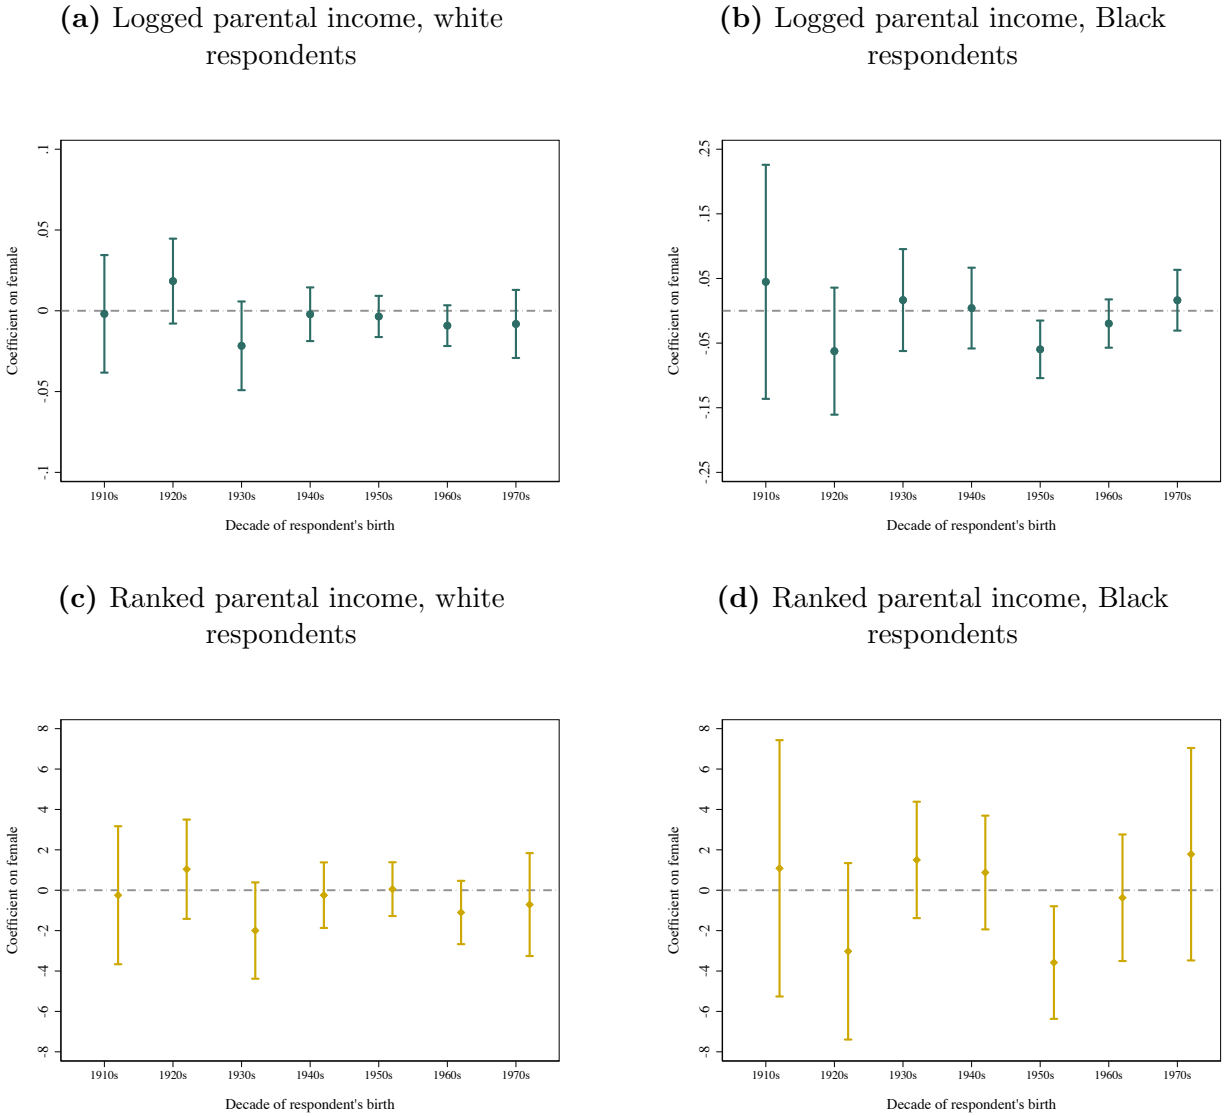 (a) Logged parental income, white
respondents
.1
.05
0
-.05
-.1
Coefficient on female
1910s 1920s 1930s 1940s 1950s 1960s 1970s
Decade of respondent's birth
(b) Logged parental income, Black
respondents
.25
.15
.05
-.05
-.15
-.25
Coefficient on female
1910s 1920s 1930s 1940s 1950s 1960s 1970s
Decade of respondent's birth
(c) Ranked parental income, white
respondents
8
6
4
2
0
-2
-4
-6
-8
Coefficient on female
1910s 1920s 1930s 1940s 1950s 1960s 1970s
Decade of respondent's birth
(d) Ranked parental income, Black
respondents
8
6
4
2
0
-2
-4
-6
-8
Coefficient on female
1910s 1920s 1930s 1940s 1950s 1960s 1970s
Decade of respondent's birth